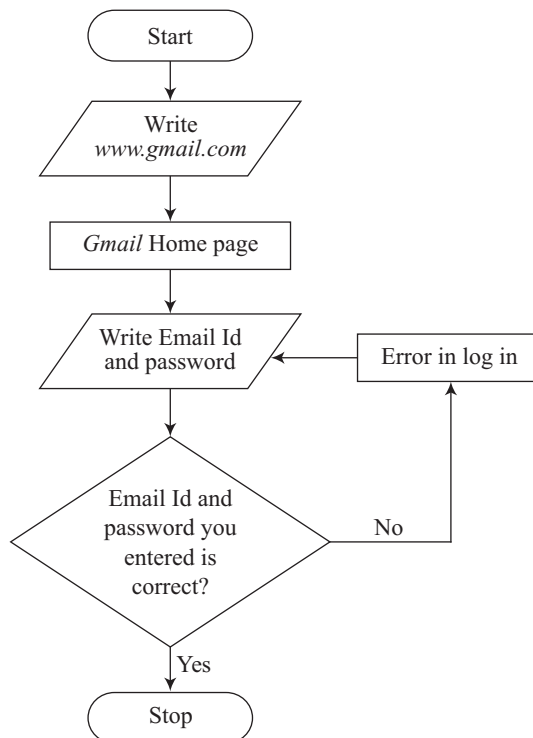 Start
Write
www.gmail.com
Gmail Home page
Write Email Id
and password
Error in log in
Email Id and
password you
entered is
correct?
No
Yes
Stop